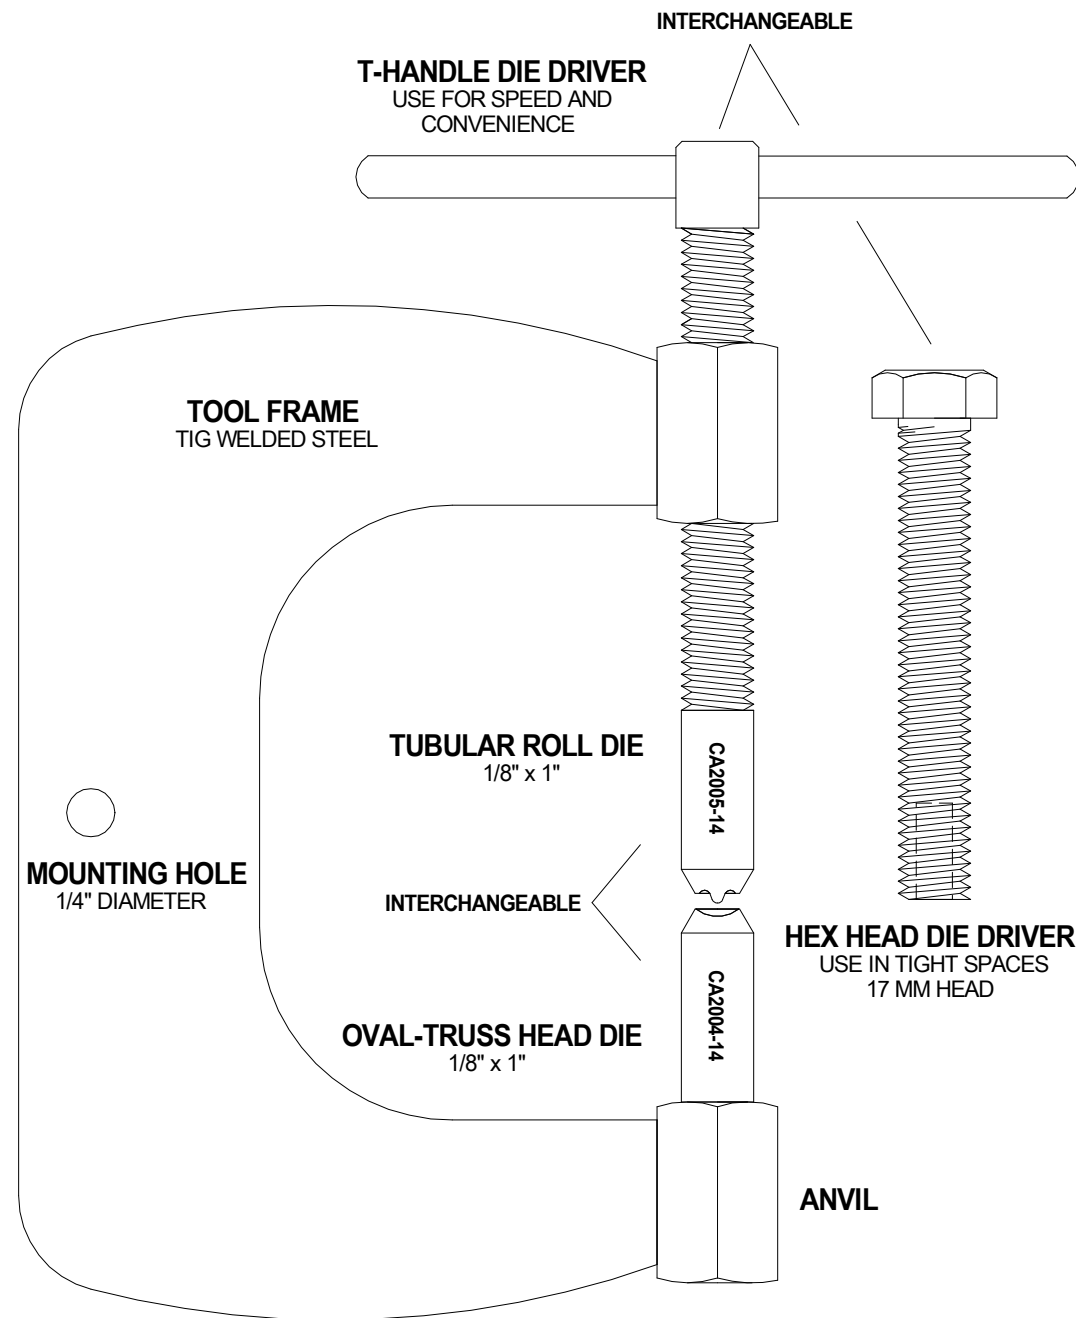 INTERCHANGEABLE
T-HANDLE DIE DRIVER
USE FOR SPEED AND
CONVENIENCE
TOOL FRAME
TIG WELDED STEEL
TUBULAR ROLL DIE
1/8" x 1"
CA2005-14
MOUNTING HOLE
1/4" DIAMETER
INTERCHANGEABLE
HEX HEAD DIE DRIVER
USE IN TIGHT SPACES
17 MM HEAD
OVAL-TRUSS HEAD DIE
1/8" x 1"
CA2004-14
ANVIL